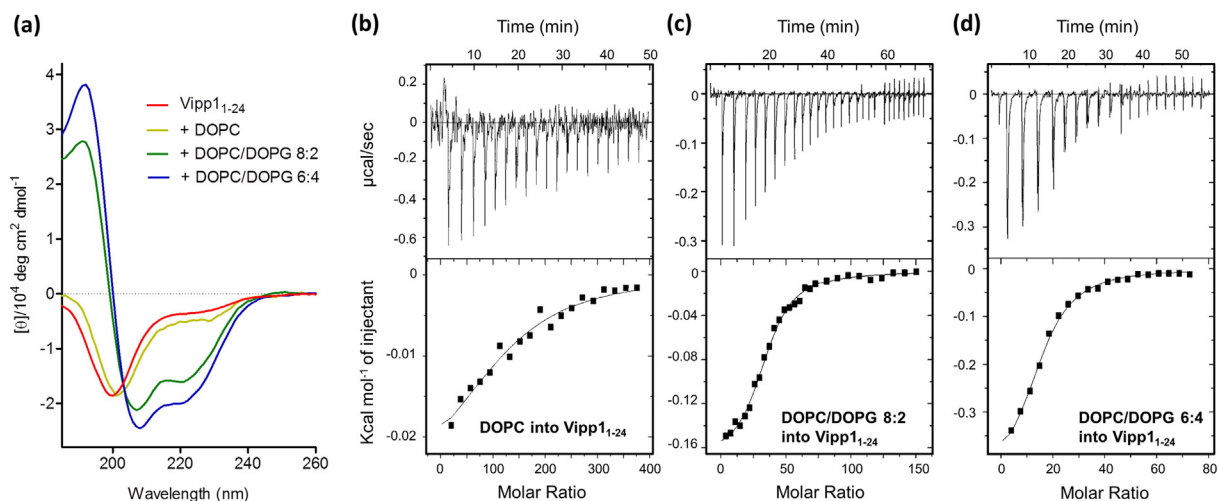 (a)
4
3
2
1
0
-1
-2
[θ]/10⁴ deg cm² dmol⁻¹
200 220 240 260
Wavelength (nm)
Vipp1₁₋₂₄
+ DOPC
+ DOPC/DOPG 8:2
+ DOPC/DOPG 6:4
(b)
Time (min)
0 10 20 30 40 50
0.2
0
-0.2
-0.4
-0.6
µcal/sec
0
-0.01
-0.02
Kcal mol⁻¹ of injectant
DOPC into Vipp1₁₋₂₄
0 100 200 300 400
Molar Ratio
(c)
Time (min)
20 40 60
0
-0.1
-0.2
-0.3
0
-0.04
-0.08
-0.12
-0.16
DOPC/DOPG 8:2
into Vipp1₁₋₂₄
0 50 100 150
Molar Ratio
(d)
Time (min)
10 20 30 40 50
0
-0.1
-0.2
-0.3
0
-0.1
-0.2
-0.3
DOPC/DOPG 6:4
into Vipp1₁₋₂₄
0 20 40 60 80
Molar Ratio